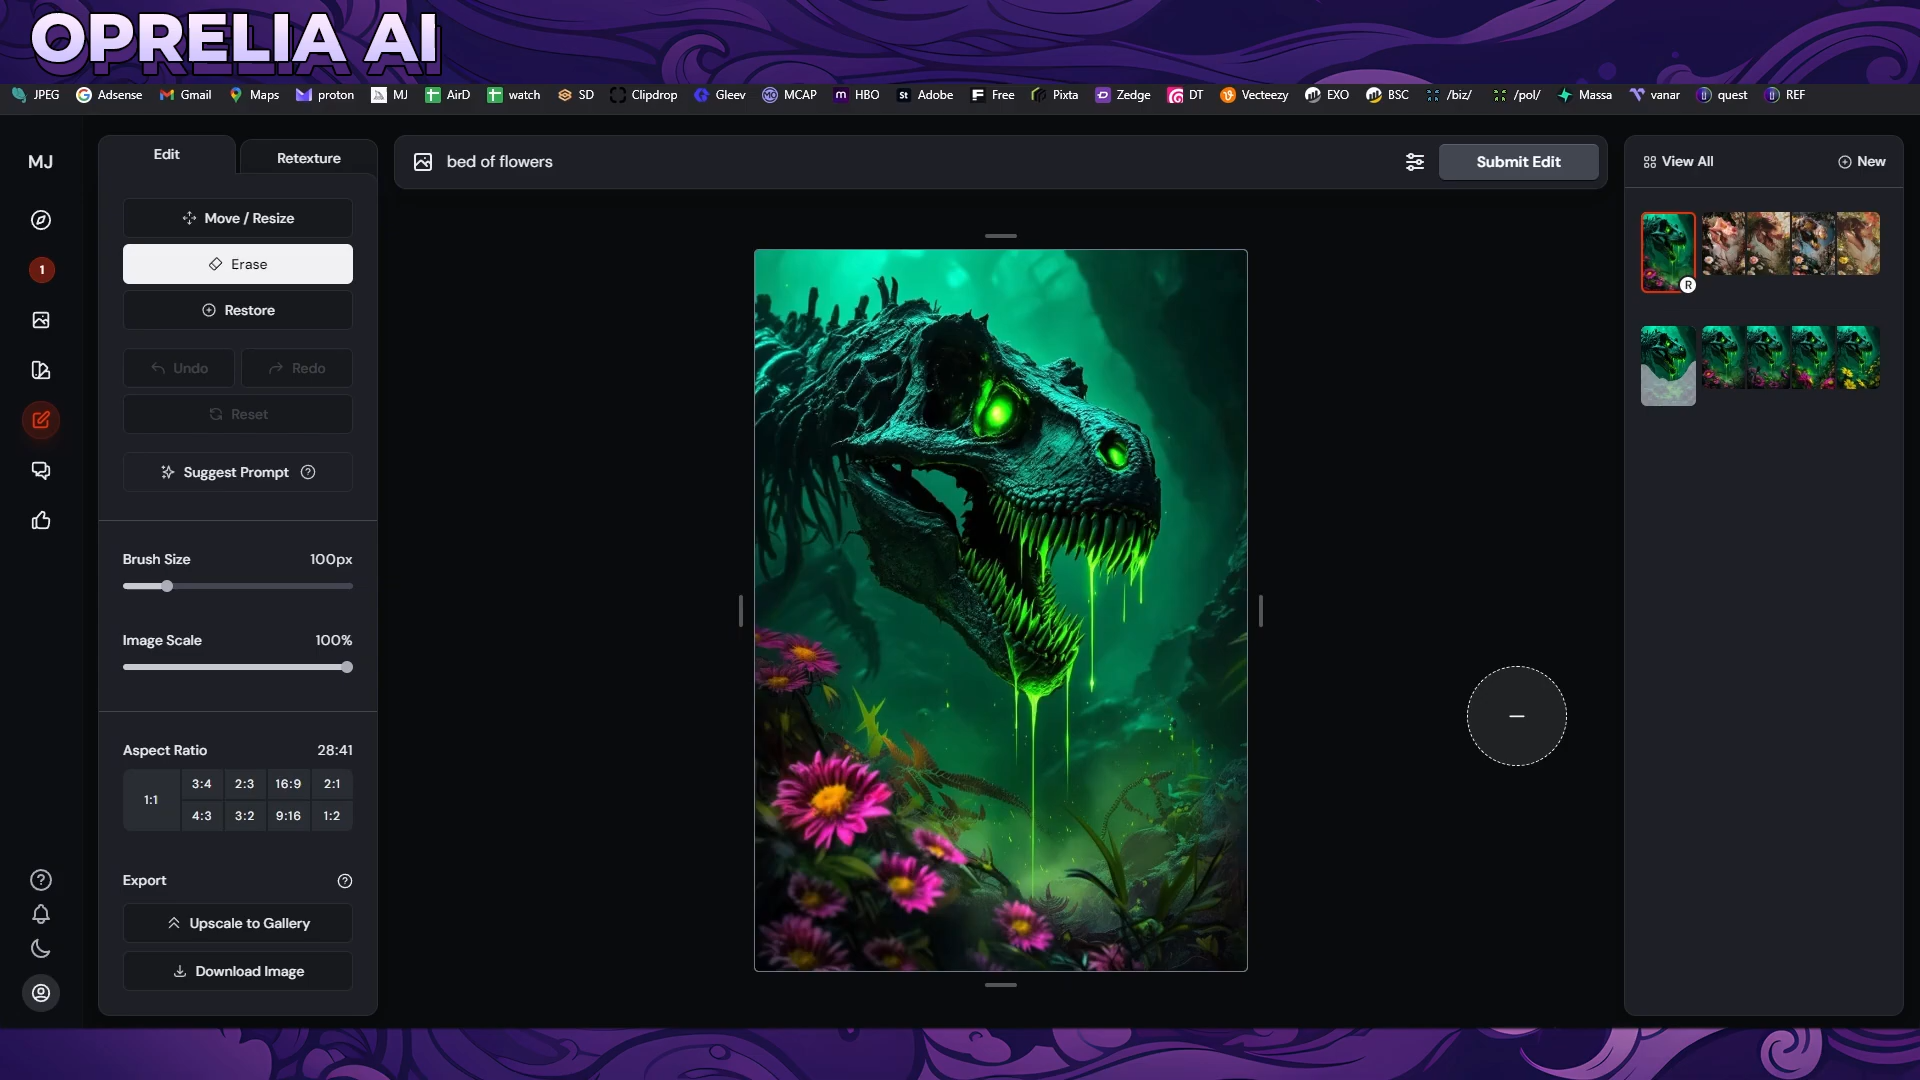 OPRELIA AI
JPEG Adsense Gmail Maps proton MJ AirD watch SD Clipdrop Gleev MCAP HBO Adobe Free Pixta Zedge DT Vecteezy EXO BSC /biz/ /pol/ Massa vanar quest REF
MJ
1
Edit
Retexture
bed of flowers
Submit Edit
View All
New
Move / Resize
Erase
Restore
Undo
Redo
Reset
Suggest Prompt
Brush Size 100px
Image Scale 100%
Aspect Ratio 28:41
1:1
3:4 2:3 16:9 2:1
4:3 3:2 9:16 1:2
Export
Upscale to Gallery
Download Image
R